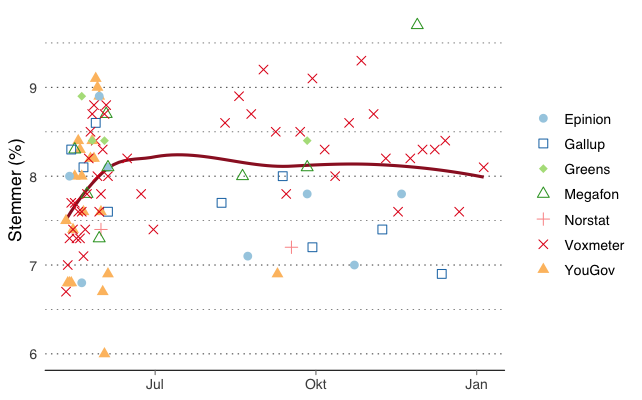 Stemmer (%)
9
8
7
6
Jul
Okt
Jan
Epinion
Gallup
Greens
Megafon
Norstat
Voxmeter
YouGov